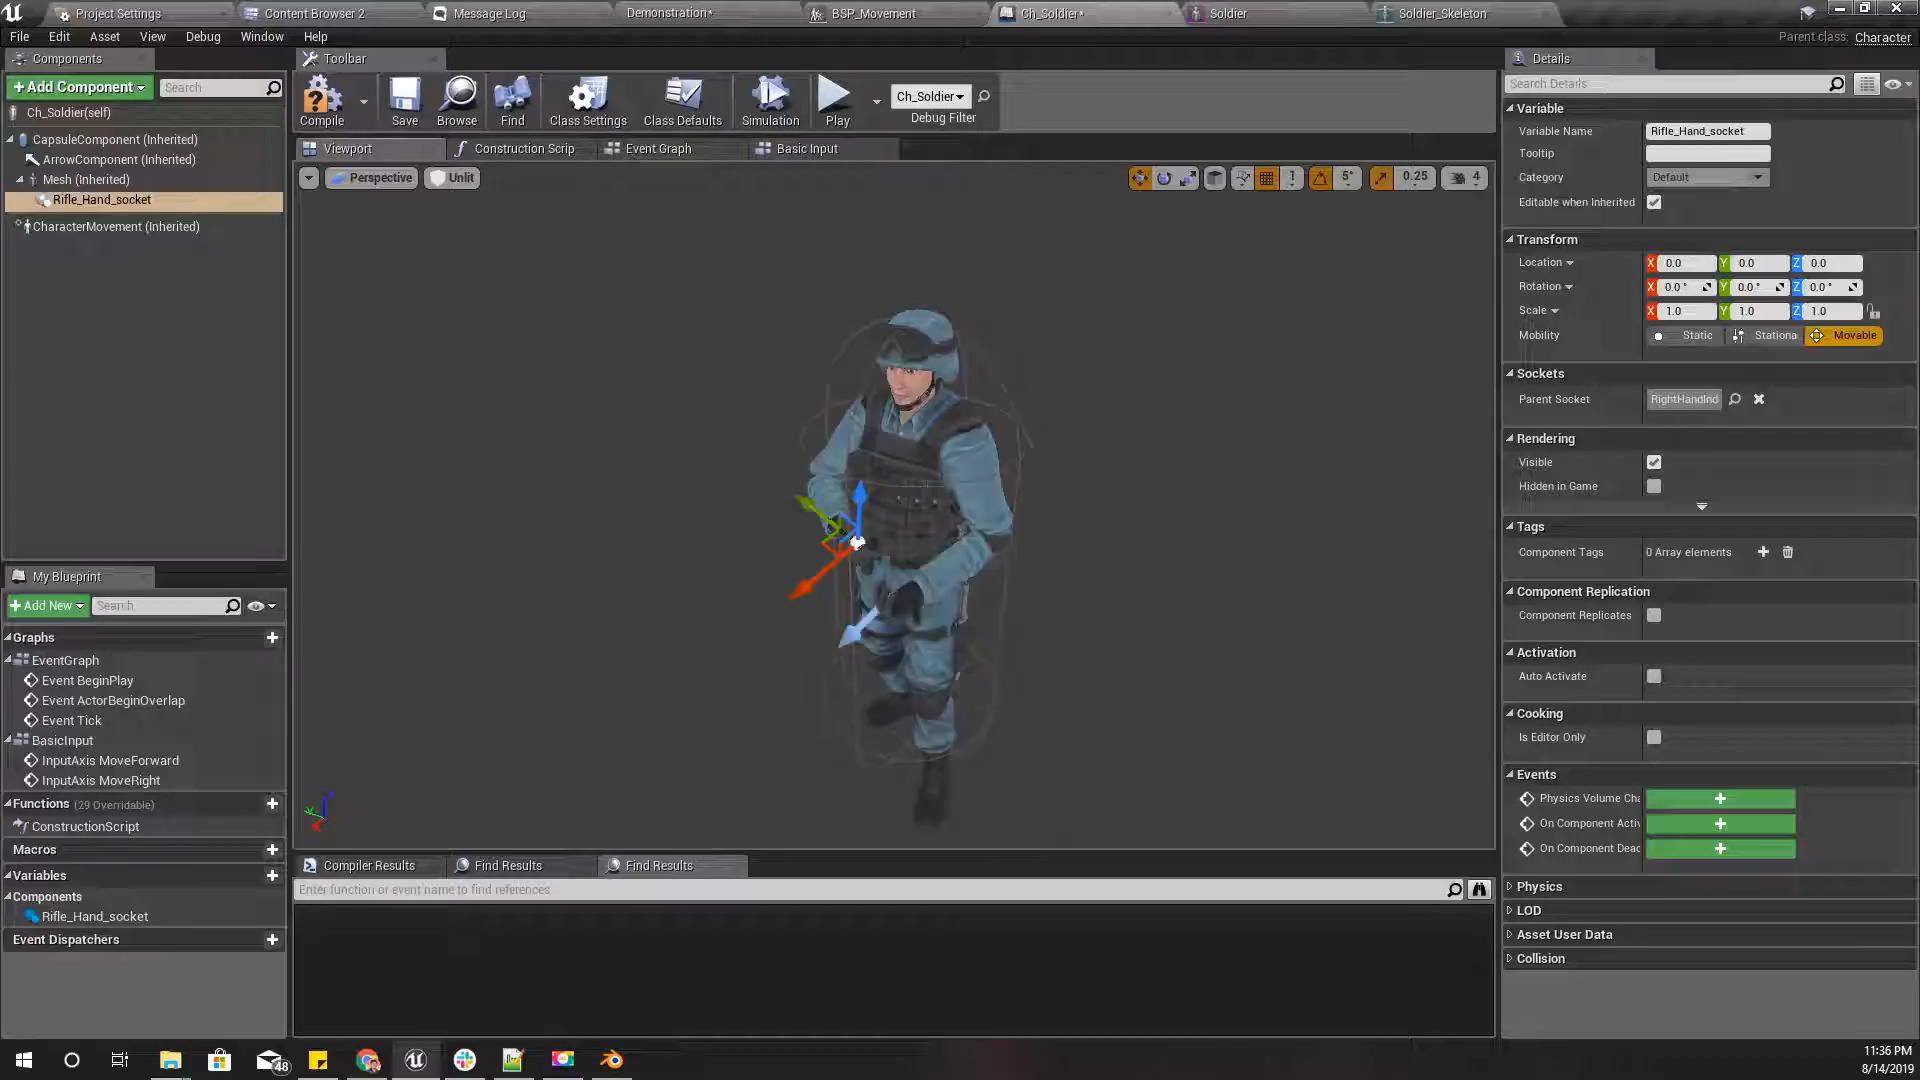 Project Settings
Content Browser 2
Message Log
Demonstration*
BSP_Movement
Ch_Soldier*
Soldier
Soldier_Skeleton
File Edit Asset View Debug Window Help
Parent class: Character
Components
Toolbar
Details
+Add Component
Search
Compile
Save
Browse
Find
Class Settings
Class Defaults
Simulation
Play
Ch_Soldier
Debug Filter
Search Details
Ch_Soldier(self)
CapsuleComponent (Inherited)
ArrowComponent (Inherited)
Mesh (Inherited)
Rifle_Hand_socket
CharacterMovement (Inherited)
Viewport
Construction Scrip
Event Graph
Basic Input
Perspective
Unlit
1
5°
0.25
4
Variable
Variable Name Rifle_Hand_socket
Tooltip
Category Default
Editable when Inherited
Transform
Location X 0.0 Y 0.0 Z 0.0
Rotation X 0.0° Y 0.0° Z 0.0°
Scale X 1.0 Y 1.0 Z 1.0
Mobility Static Stationa Movable
Sockets
Parent Socket RightHandInd
Rendering
Visible
Hidden in Game
Tags
Component Tags 0 Array elements
Component Replication
Component Replicates
Activation
Auto Activate
Cooking
Is Editor Only
Events
Physics Volume Cha
On Component Activ
On Component Deac
Physics
LOD
Asset User Data
Collision
My Blueprint
+Add New
Search
Graphs
EventGraph
Event BeginPlay
Event ActorBeginOverlap
Event Tick
BasicInput
InputAxis MoveForward
InputAxis MoveRight
Functions (29 Overridable)
ConstructionScript
Macros
Variables
Components
Rifle_Hand_socket
Event Dispatchers
Compiler Results
Find Results
Find Results
Enter function or event name to find references
48
11:36 PM
8/14/2019